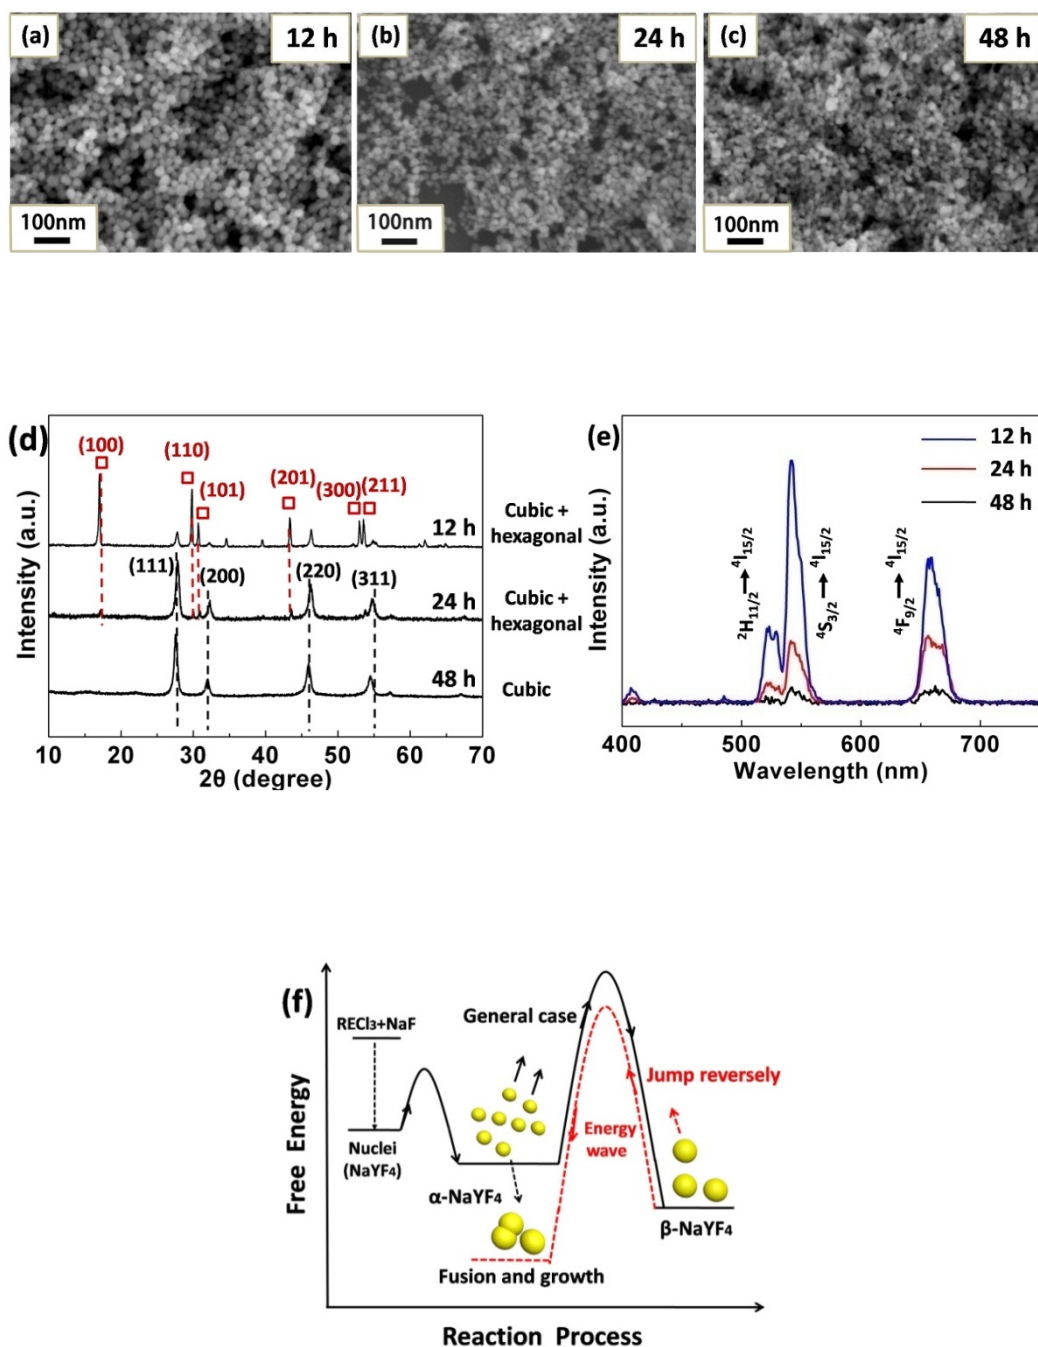 (a) 12 h
100nm
(b) 24 h
100nm
(c) 48 h
100nm
(d)
Intensity (a.u.)
(100)
(110)
(101)
(201)
(300)
(211)
12 h
Cubic +
hexagonal
(111)
(200)
(220)
(311)
24 h
Cubic +
hexagonal
48 h
Cubic
10 20 30 40 50 60 70
2θ (degree)
(e)
Intensity (a.u.)
12 h
24 h
48 h
²H₁₁/₂ → ⁴I₁₅/₂
⁴S₃/₂ → ⁴I₁₅/₂
⁴F₉/₂ → ⁴I₁₅/₂
400 500 600 700
Wavelength (nm)
(f)
Free Energy
RECl₃+NaF
Nuclei
(NaYF₄)
General case
α-NaYF₄
Fusion and growth
Energy
wave
Jump reversely
β-NaYF₄
Reaction Process